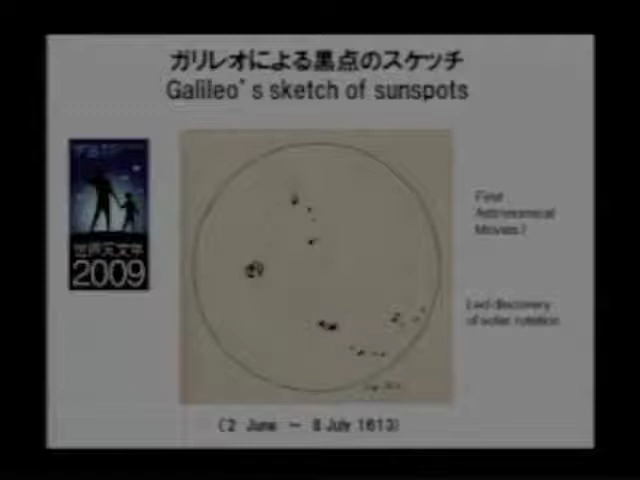 ガリレオによる黒点のスケッチ
Galileo's sketch of sunspots
世界天文年
2009
First
Astronomical
Movies?
Led discovery
of solar rotation
(2 June ー 8 July 1613)